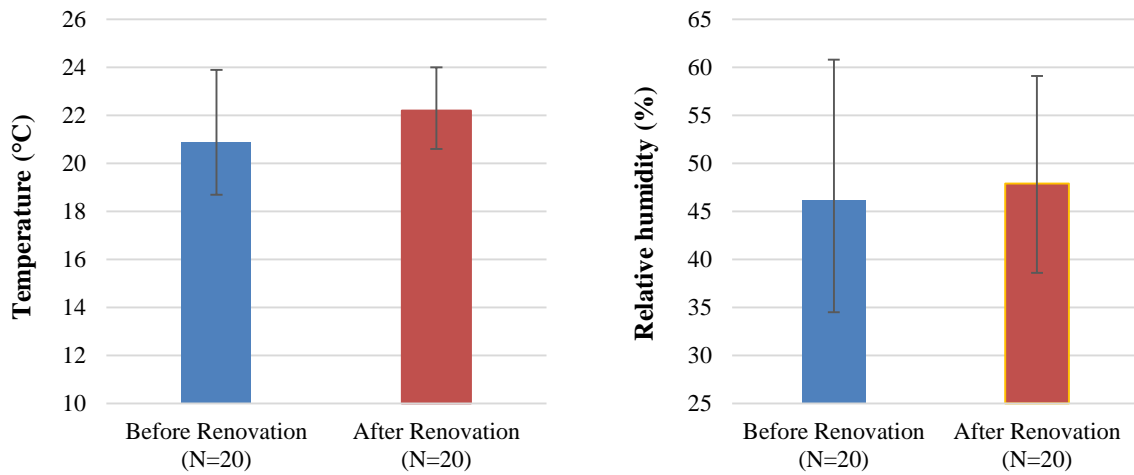 Temperature (°C)
26
24
22
20
18
16
14
12
10
Before Renovation
(N=20)
After Renovation
(N=20)
Relative humidity (%)
65
60
55
50
45
40
35
30
25
Before Renovation
(N=20)
After Renovation
(N=20)